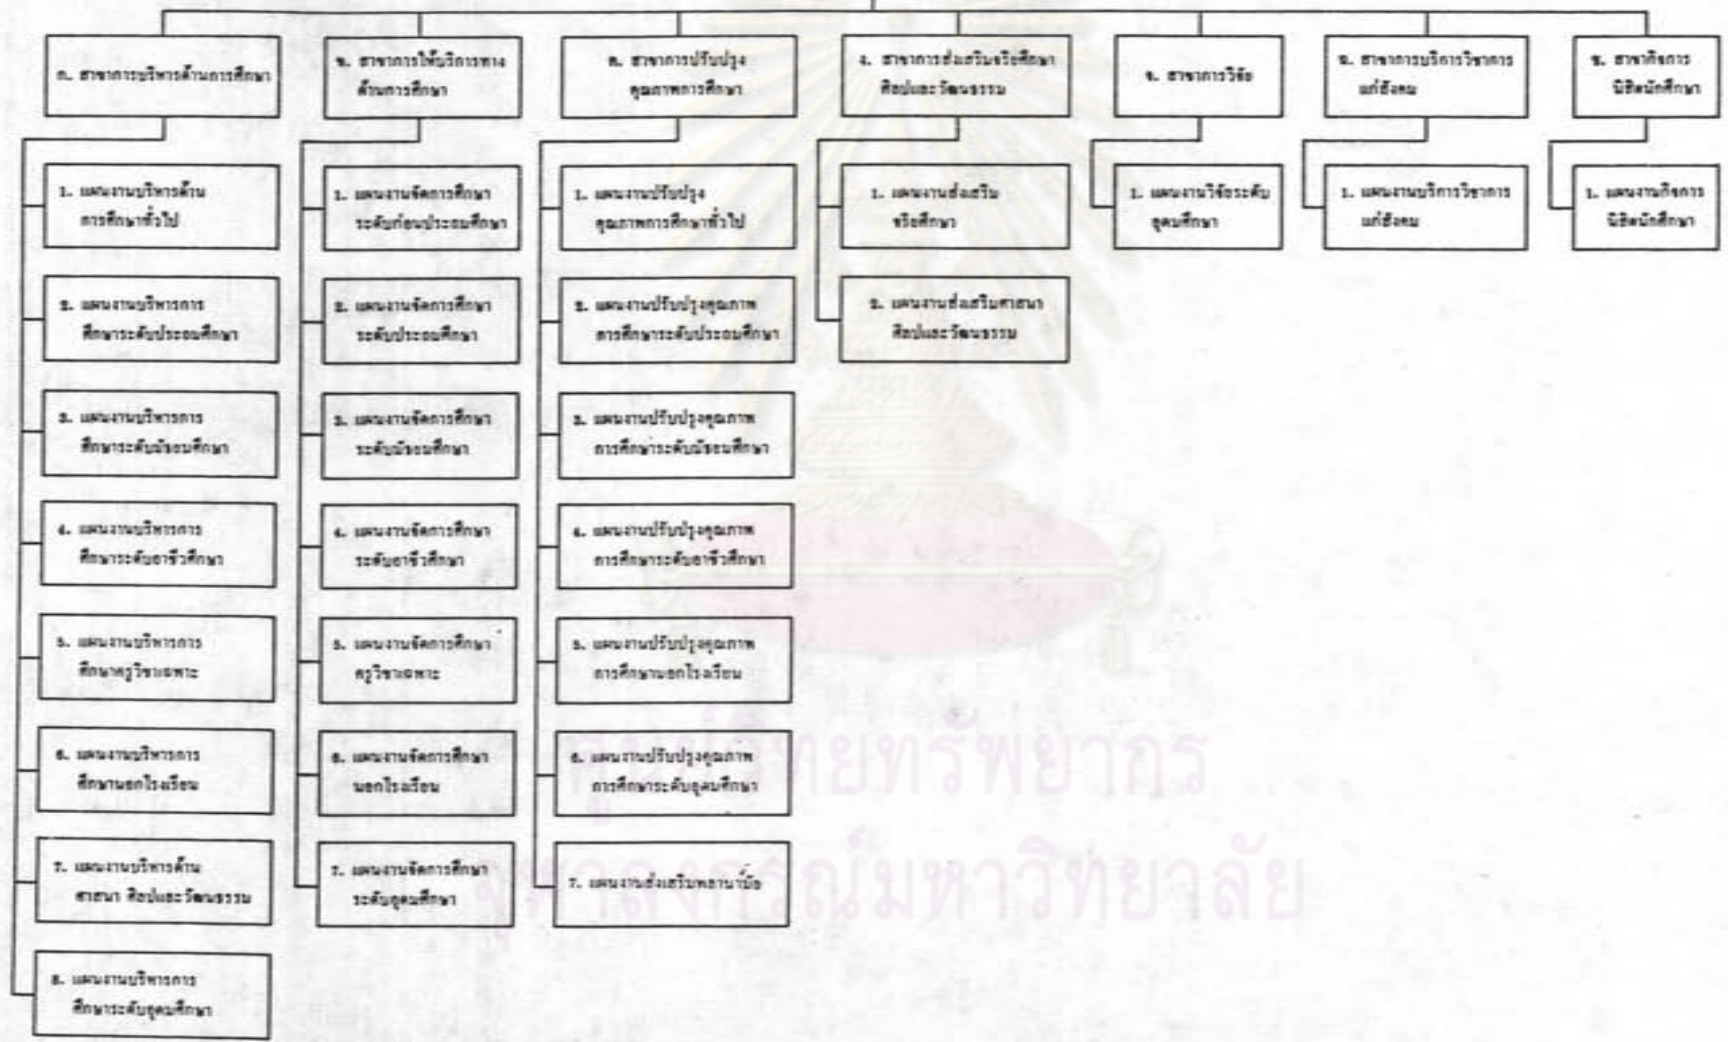 ก. สาขาการบริหารด้านการศึกษา
1. แผนงานบริหารด้าน
การศึกษาทั่วไป
2. แผนงานบริหารการ
ศึกษาระดับประถมศึกษา
3. แผนงานบริหารการ
ศึกษาระดับมัธยมศึกษา
4. แผนงานบริหารการ
ศึกษาระดับอาชีวศึกษา
5. แผนงานบริหารการ
ศึกษาครูวิชาเฉพาะ
6. แผนงานบริหารการ
ศึกษานอกโรงเรียน
7. แผนงานบริหารด้าน
ศาสนา ศิลปและวัฒนธรรม
8. แผนงานบริหารการ
ศึกษาระดับอุดมศึกษา
ข. สาขาการให้บริการทาง
ด้านการศึกษา
1. แผนงานจัดการศึกษา
ระดับก่อนประถมศึกษา
2. แผนงานจัดการศึกษา
ระดับประถมศึกษา
3. แผนงานจัดการศึกษา
ระดับมัธยมศึกษา
4. แผนงานจัดการศึกษา
ระดับอาชีวศึกษา
5. แผนงานจัดการศึกษา
ครูวิชาเฉพาะ
6. แผนงานจัดการศึกษา
นอกโรงเรียน
7. แผนงานจัดการศึกษา
ระดับอุดมศึกษา
ค. สาขาการปรับปรุง
คุณภาพการศึกษา
1. แผนงานปรับปรุง
คุณภาพการศึกษาทั่วไป
2. แผนงานปรับปรุงคุณภาพ
การศึกษาระดับประถมศึกษา
3. แผนงานปรับปรุงคุณภาพ
การศึกษาระดับมัธยมศึกษา
4. แผนงานปรับปรุงคุณภาพ
การศึกษาระดับอาชีวศึกษา
5. แผนงานปรับปรุงคุณภาพ
การศึกษานอกโรงเรียน
6. แผนงานปรับปรุงคุณภาพ
การศึกษาระดับอุดมศึกษา
7. แผนงานส่งเสริมพลานามัย
ง. สาขาการส่งเสริมจริยศึกษา
ศิลปและวัฒนธรรม
1. แผนงานส่งเสริม
จริยศึกษา
2. แผนงานส่งเสริมศาสนา
ศิลปและวัฒนธรรม
จ. สาขาการวิจัย
1. แผนงานวิจัยระดับ
อุดมศึกษา
ฉ. สาขาการบริการวิชาการ
แก่สังคม
1. แผนงานบริการวิชาการ
แก่สังคม
ช. สาขากิจการ
นิสิตนักศึกษา
1. แผนงานกิจการ
นิสิตนักศึกษา
ศูนย์วิทยทรัพยากร
จุฬาลงกรณ์มหาวิทยาลัย